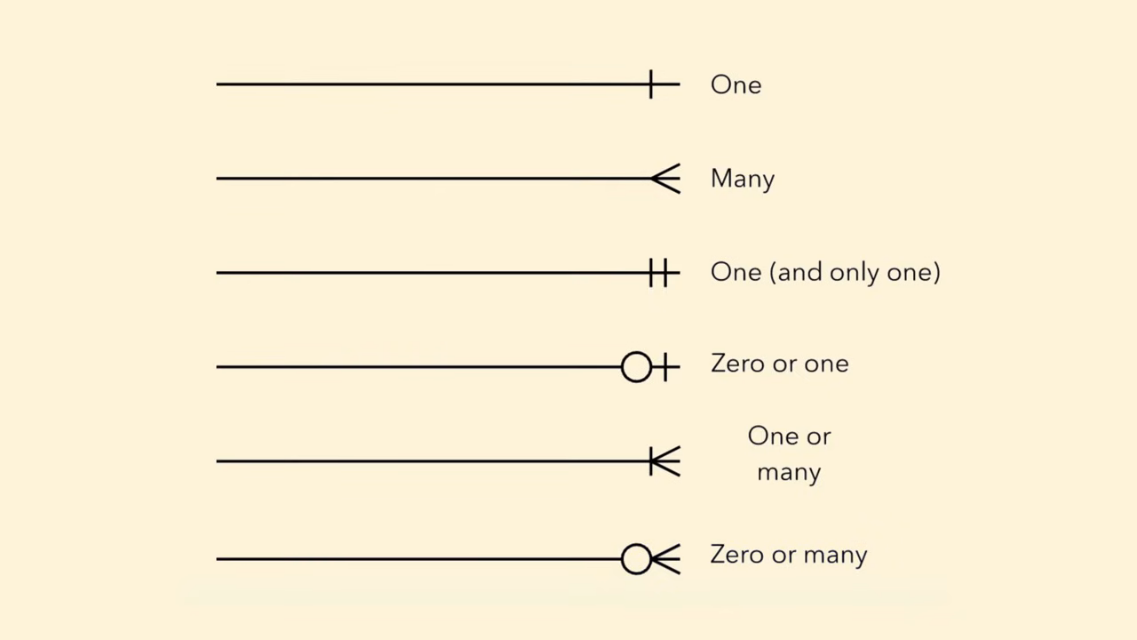 One
Many
One (and only one)
Zero or one
One or
many
Zero or many